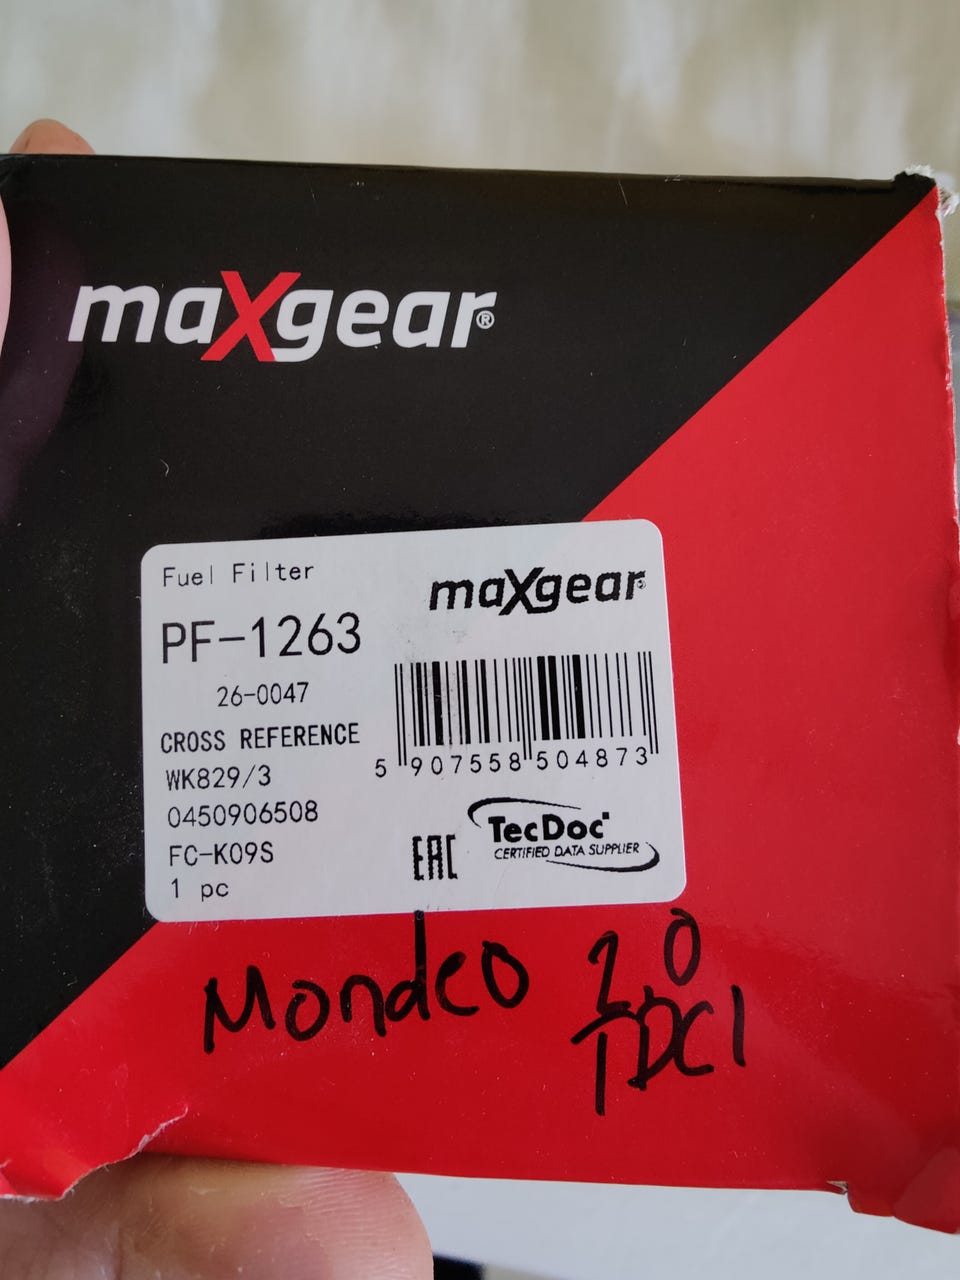 maXgear®
Fuel Filter
maXgear
PF-1263
26-0047
CROSS REFERENCE
WK829/3
0450906508
FC-K09S
1 pc
5 907558 504873
EAC
TecDoc
CERTIFIED DATA SUPPLIER
Mondeo 2.0
TDCI